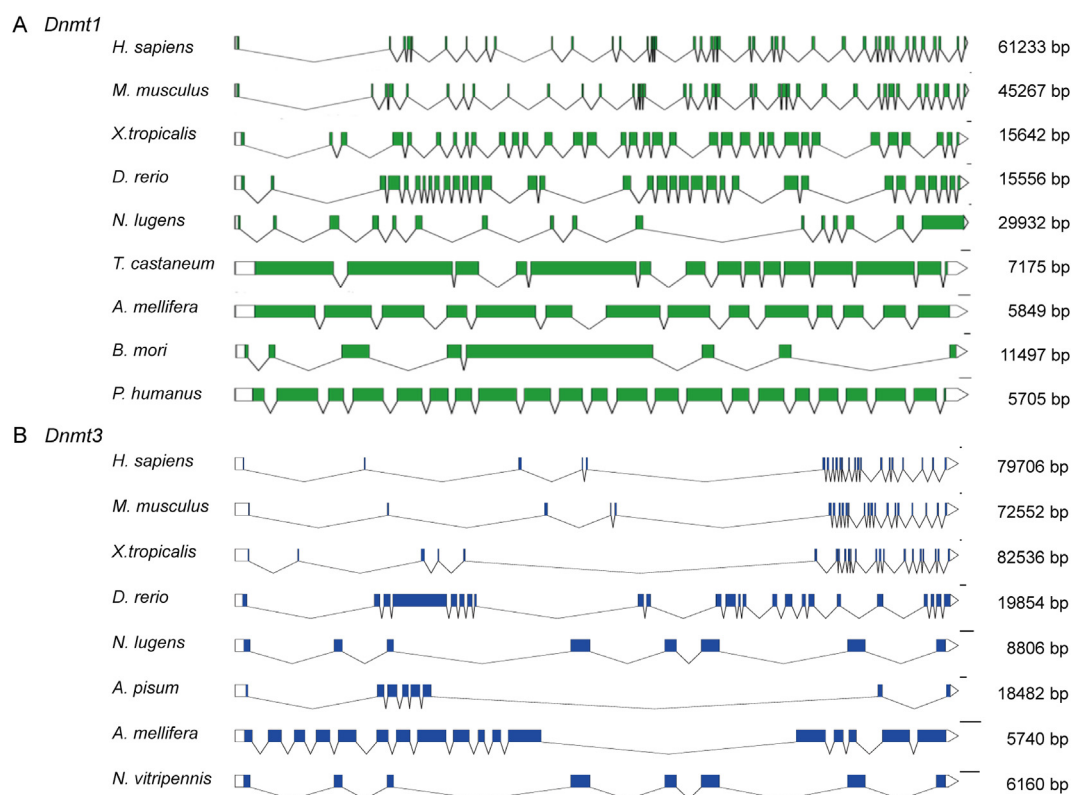 A Dnmt1
H. sapiens 61233 bp
M. musculus 45267 bp
X.tropicalis 15642 bp
D. rerio 15556 bp
N. lugens 29932 bp
T. castaneum 7175 bp
A. mellifera 5849 bp
B. mori 11497 bp
P. humanus 5705 bp
B Dnmt3
H. sapiens 79706 bp
M. musculus 72552 bp
X.tropicalis 82536 bp
D. rerio 19854 bp
N. lugens 8806 bp
A. pisum 18482 bp
A. mellifera 5740 bp
N. vitripennis 6160 bp